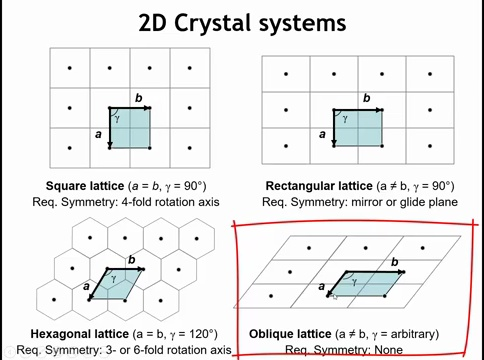 2D Crystal systems
b
γ
a
b
γ
a
Square lattice (a = b, γ = 90°)
Req. Symmetry: 4-fold rotation axis
Rectangular lattice (a ≠ b, γ = 90°)
Req. Symmetry: mirror or glide plane
b
γ
a
b
γ
a
Hexagonal lattice (a = b, γ = 120°)
Req. Symmetry: 3- or 6-fold rotation axis
Oblique lattice (a ≠ b, γ = arbitrary)
Req. Symmetry: None